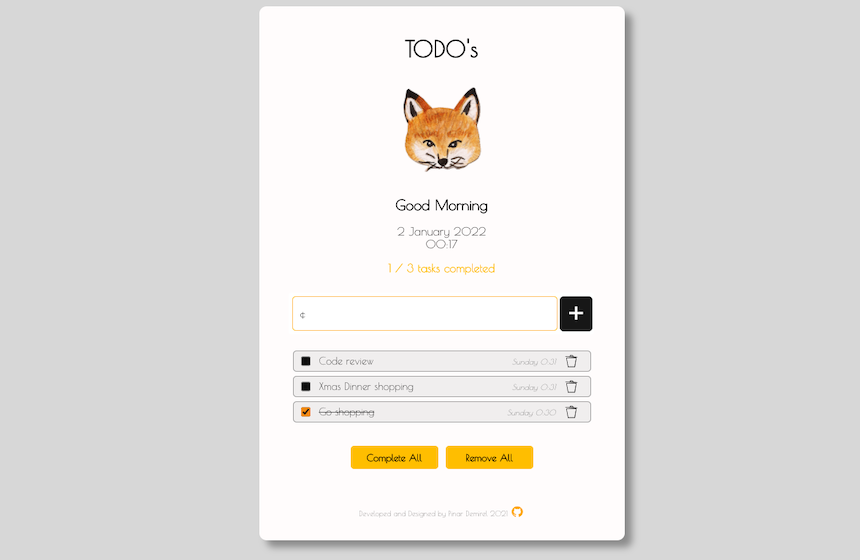 TODO's
Good Morning
2 January 2022
00:17
1 / 3 tasks completed
¢
+
Code review Sunday 0:31
Xmas Dinner shopping Sunday 0:31
Go shopping Sunday 0:30
Complete All Remove All
Developed and Designed by Pinar Demirel 2021